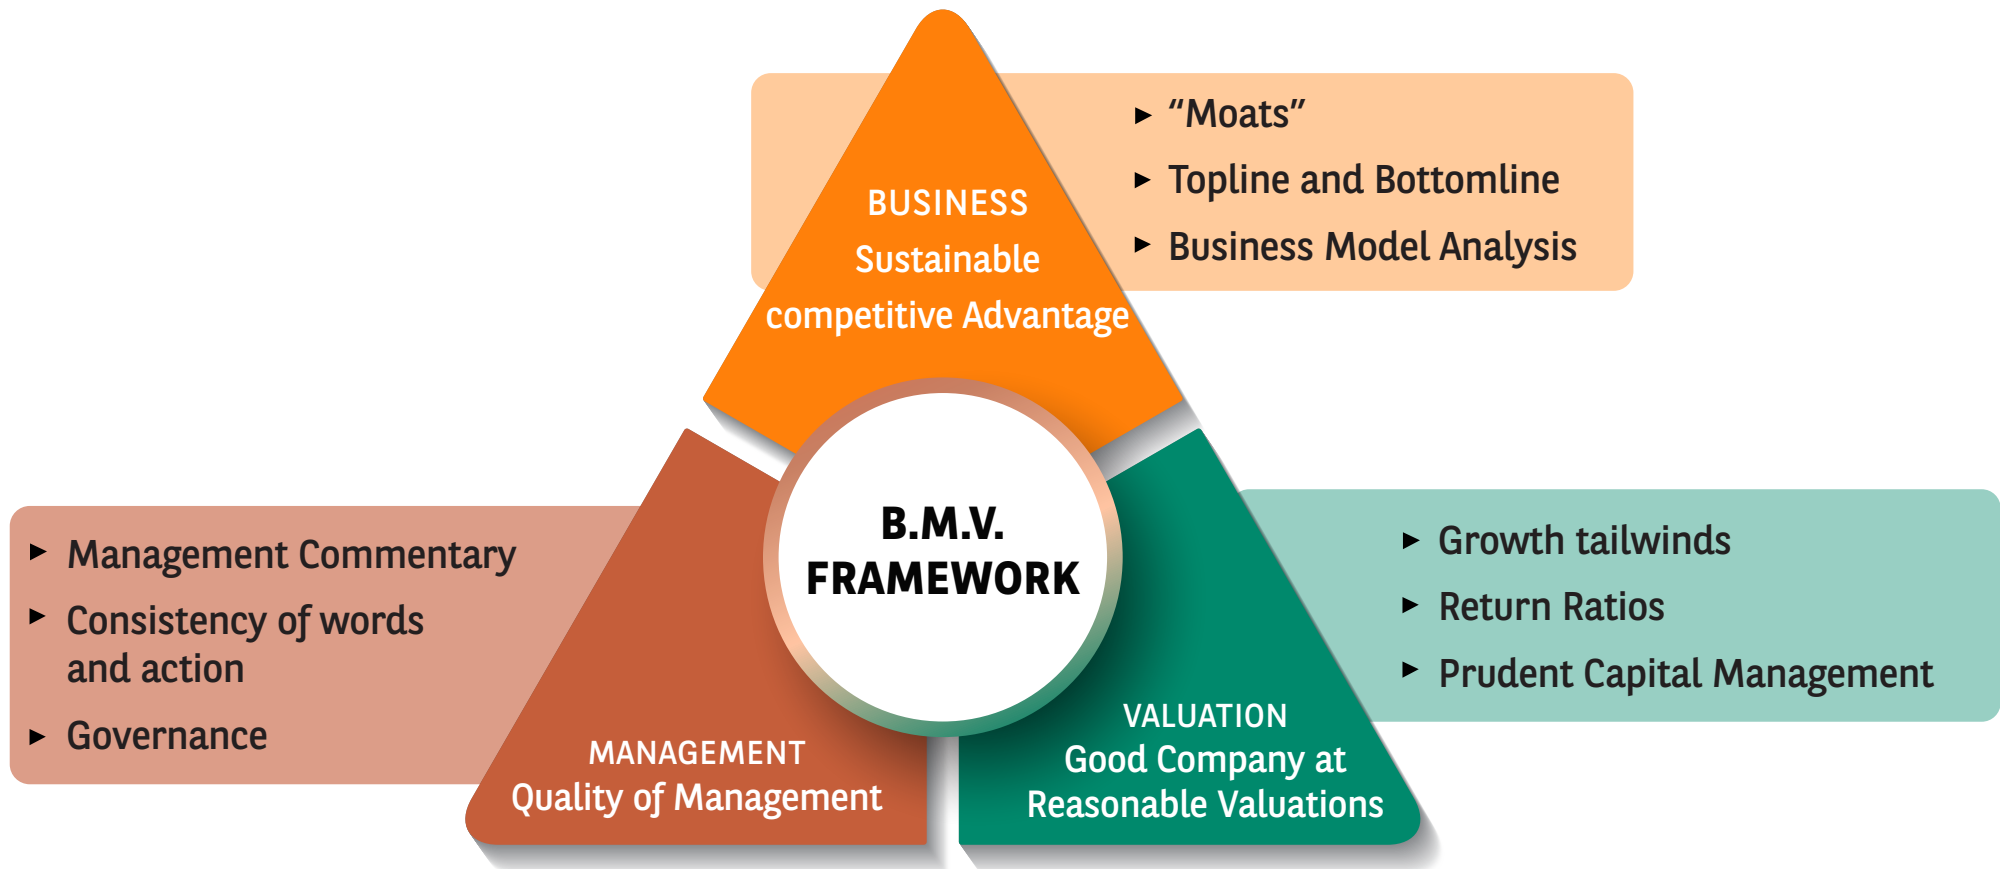 BUSINESS
Sustainable
competitive Advantage
“Moats”
Topline and Bottomline
Business Model Analysis
B.M.V.
FRAMEWORK
Management Commentary
Consistency of words
and action
Governance
MANAGEMENT
Quality of Management
Growth tailwinds
Return Ratios
Prudent Capital Management
VALUATION
Good Company at
Reasonable Valuations